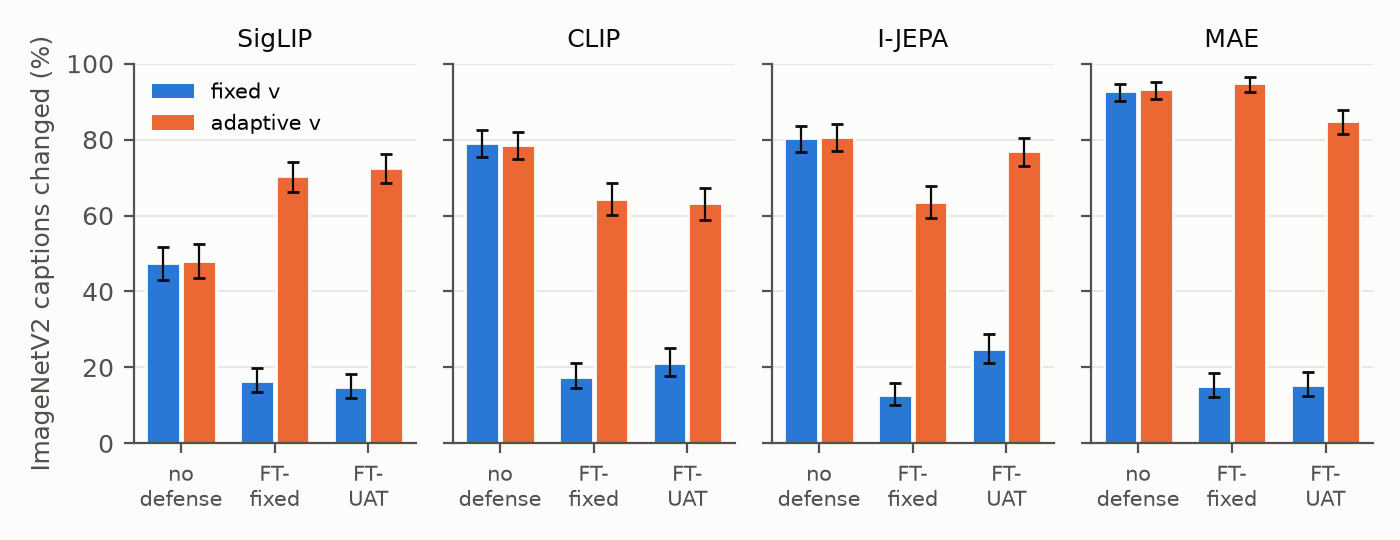 SigLIP CLIP I-JEPA MAE
ImageNetV2 captions changed (%)
100
80
60
40
20
0
fixed v
adaptive v
no defense
FT-fixed
FT-UAT
no defense
FT-fixed
FT-UAT
no defense
FT-fixed
FT-UAT
no defense
FT-fixed
FT-UAT